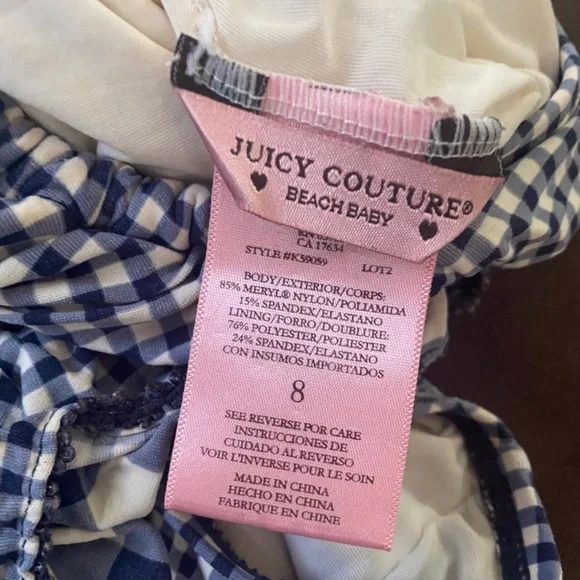 JUICY COUTURE®
BEACH BABY
RN
CA 17634
STYLE #K59059 LOT2
BODY/EXTERIOR/CORPS:
85% MERYL® NYLON/POLIAMIDA
15% SPANDEX/ELASTANO
LINING/FORRO/DOUBLURE:
76% POLYESTER/POLIESTER
24% SPANDEX/ELASTANO
CON INSUMOS IMPORTADOS
8
SEE REVERSE FOR CARE
INSTRUCCIONES DE
CUIDADO AL REVERSO
VOIR L'INVERSE POUR LE SOIN
MADE IN CHINA
HECHO EN CHINA
FABRIQUE EN CHINE